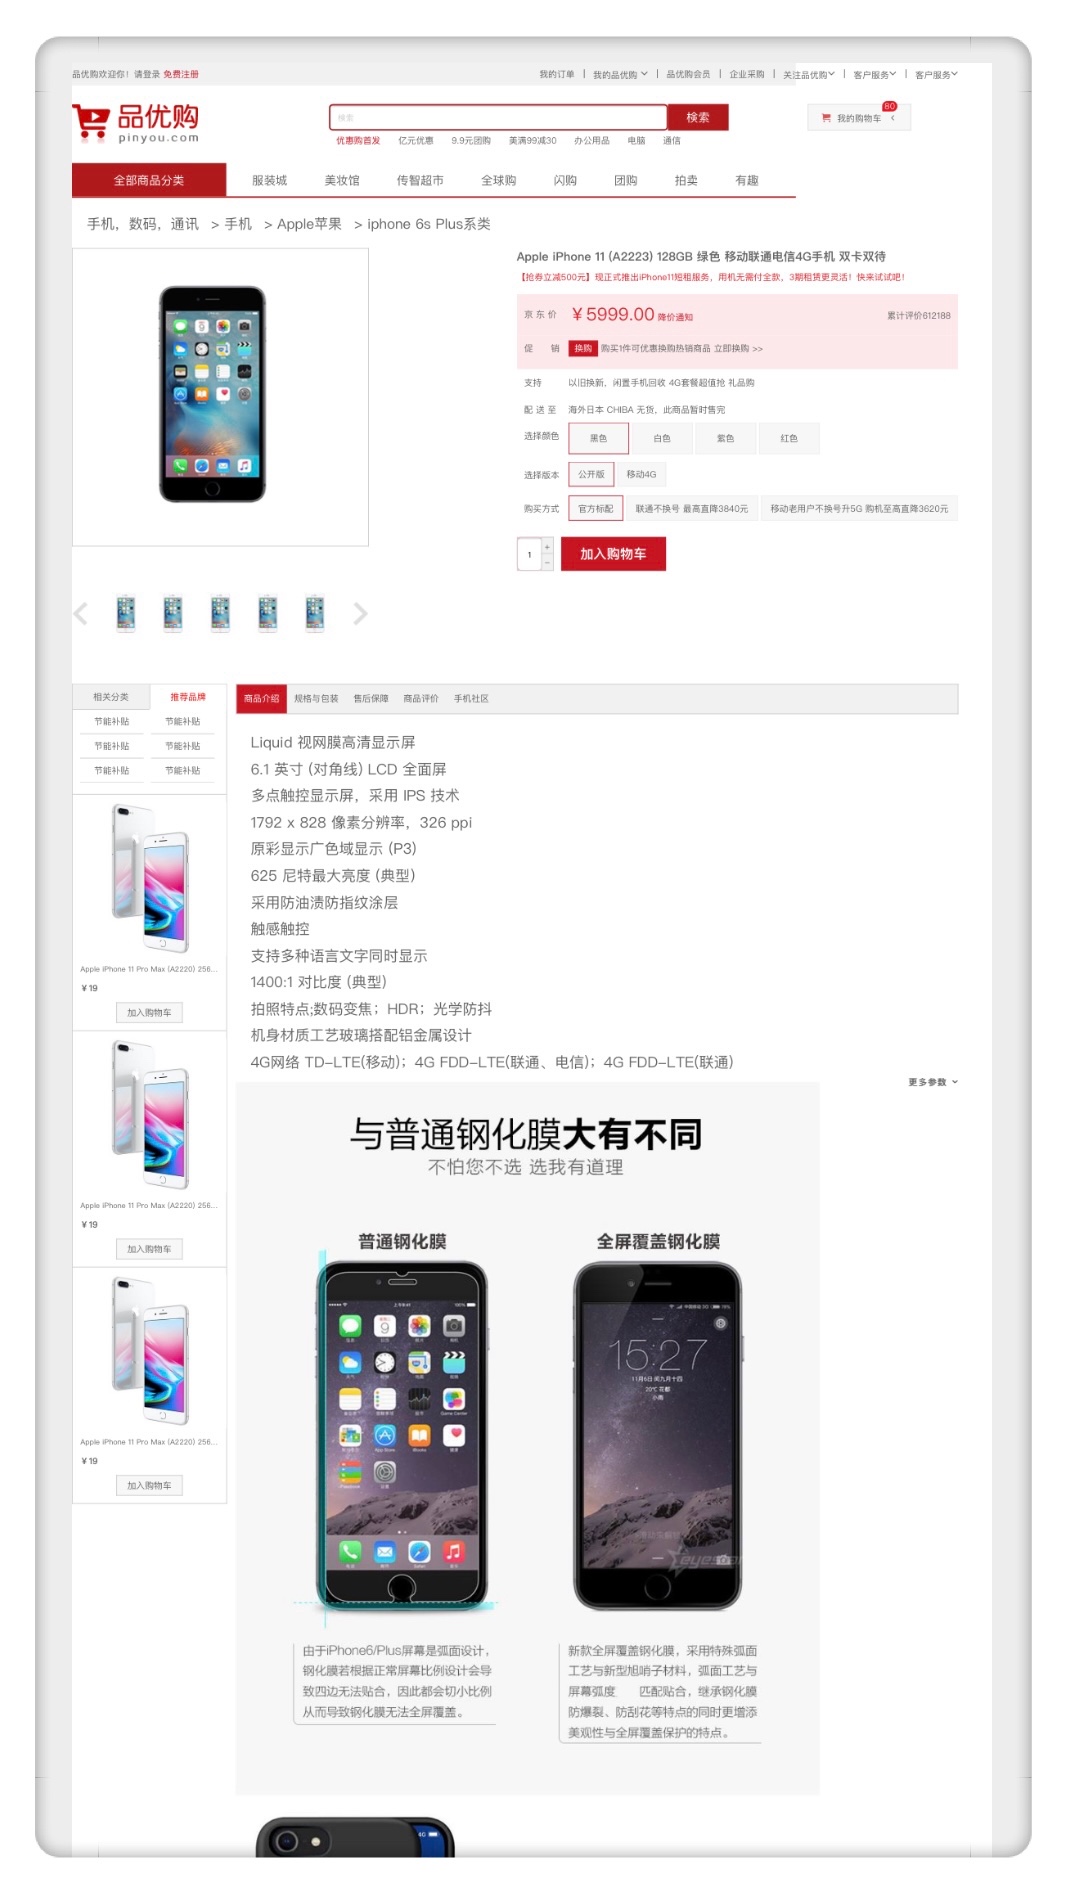 品优购欢迎你！请登录 免费注册
我的订单 | 我的品优购 | 品优购会员 | 企业采购 | 关注品优购 | 客户服务 | 客户服务
品优购
pinyou.com
検索
検索
80
我的购物车
优惠购首发 亿元优惠 9.9元团购 美满99减30 办公用品 电脑 通信
全部商品分类 服装城 美妆馆 传智超市 全球购 闪购 团购 拍卖 有趣
手机，数码，通讯 > 手机 > Apple苹果 > iphone 6s Plus系类
Apple iPhone 11 (A2223) 128GB 绿色 移动联通电信4G手机 双卡双待
【抢券立减500元】现正式推出iPhone11短租服务，用机无需付全款，3期租赁更灵活！快来试试吧！
京东价 ¥5999.00 降价通知 累计评价612188
促 销 换购 购买1件可优惠换购热销商品 立即换购 >>
支持 以旧换新，闲置手机回收 4G套餐超值抢 礼品购
配送至 海外日本 CHIBA 无货，此商品暂时售完
选择颜色 黑色 白色 紫色 红色
选择版本 公开版 移动4G
购买方式 官方标配 联通不换号 最高直降3840元 移动老用户不换号升5G 购机至高直降3620元
1 + − 加入购物车
相关分类 推荐品牌
节能补贴 节能补贴
节能补贴 节能补贴
节能补贴 节能补贴
Apple iPhone 11 Pro Max (A2220) 256...
¥19
加入购物车
Apple iPhone 11 Pro Max (A2220) 256...
¥19
加入购物车
Apple iPhone 11 Pro Max (A2220) 256...
¥19
加入购物车
商品介绍 规格与包装 售后保障 商品评价 手机社区
Liquid 视网膜高清显示屏
6.1 英寸 (对角线) LCD 全面屏
多点触控显示屏，采用 IPS 技术
1792 x 828 像素分辨率，326 ppi
原彩显示广色域显示 (P3)
625 尼特最大亮度 (典型)
采用防油渍防指纹涂层
触感触控
支持多种语言文字同时显示
1400:1 对比度 (典型)
拍照特点;数码变焦；HDR；光学防抖
机身材质工艺玻璃搭配铝金属设计
4G网络 TD-LTE(移动)；4G FDD-LTE(联通、电信)；4G FDD-LTE(联通)
更多参数
与普通钢化膜大有不同
不怕您不选 选我有道理
普通钢化膜
全屏覆盖钢化膜
15:27
11月6日 闰九月十四
20℃ 花都
小雨
eyestar
由于iPhone6/Plus屏幕是弧面设计，
钢化膜若根据正常屏幕比例设计会导
致四边无法贴合，因此都会切小比例
从而导致钢化膜无法全屏覆盖。
新款全屏覆盖钢化膜，采用特殊弧面
工艺与新型旭哨子材料，弧面工艺与
屏幕弧度 匹配贴合，继承钢化膜
防爆裂、防刮花等特点的同时更增添
美观性与全屏覆盖保护的特点。
4G